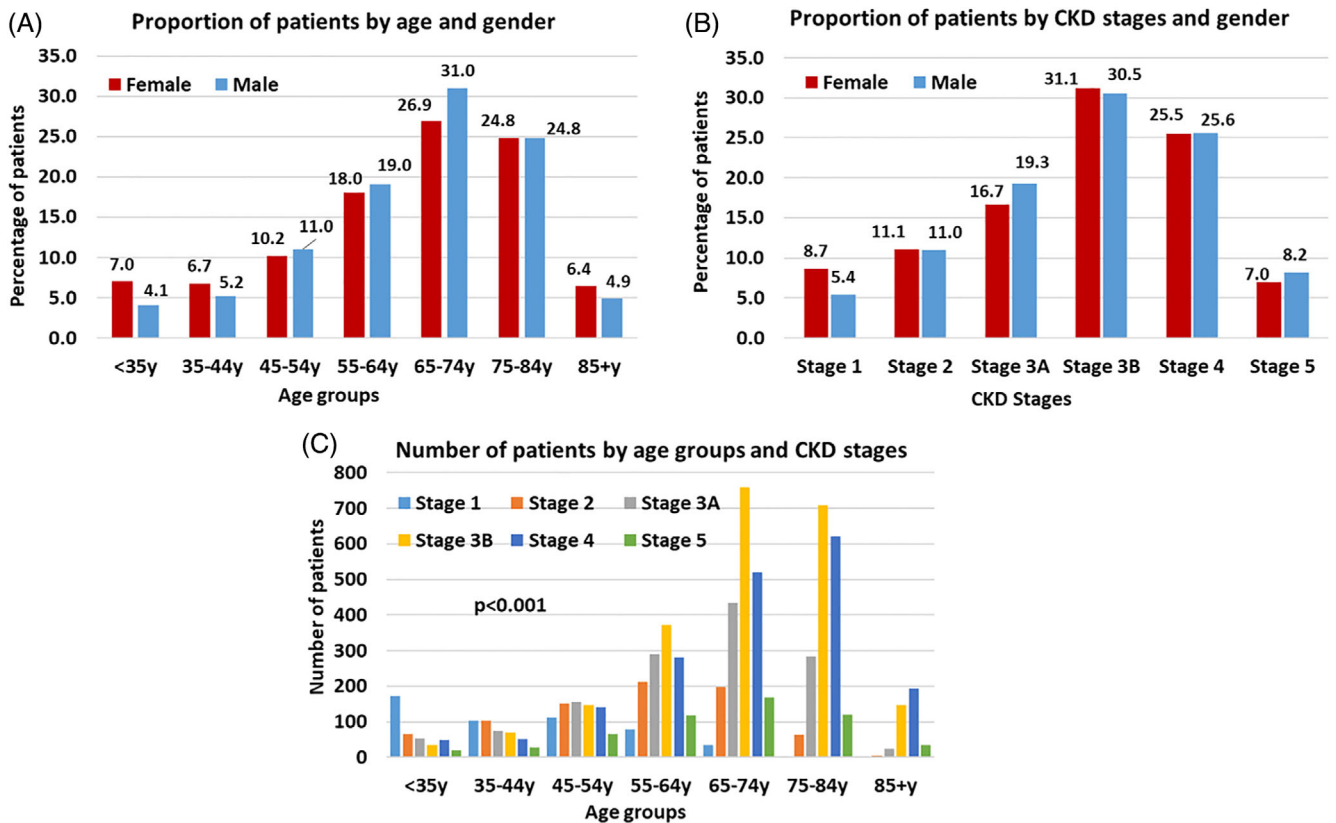 (A)
Proportion of patients by age and gender
Percentage of patients
35.0
30.0
25.0
20.0
15.0
10.0
5.0
0.0
Female Male
7.0 4.1 6.7 5.2 10.2 11.0 18.0 19.0 26.9 31.0 24.8 24.8 6.4 4.9
<35y 35-44y 45-54y 55-64y 65-74y 75-84y 85+y
Age groups
(B)
Proportion of patients by CKD stages and gender
Percentage of patients
35.0
30.0
25.0
20.0
15.0
10.0
5.0
0.0
Female Male
8.7 5.4 11.1 11.0 16.7 19.3 31.1 30.5 25.5 25.6 7.0 8.2
Stage 1 Stage 2 Stage 3A Stage 3B Stage 4 Stage 5
CKD Stages
(C)
Number of patients by age groups and CKD stages
Number of patients
800
700
600
500
400
300
200
100
0
Stage 1 Stage 2 Stage 3A
Stage 3B Stage 4 Stage 5
p<0.001
<35y 35-44y 45-54y 55-64y 65-74y 75-84y 85+y
Age groups